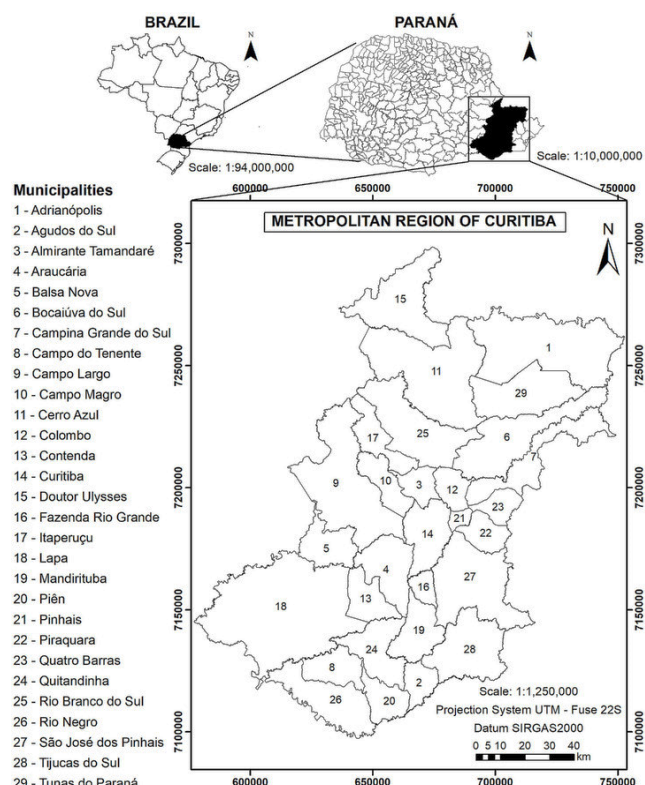 BRAZIL
PARANÁ
N
N
Scale: 1:94,000,000
Scale: 1:10,000,000
600000 650000 700000 750000
Municipalities
1 - Adrianópolis
2 - Agudos do Sul
3 - Almirante Tamandaré
4 - Araucária
5 - Balsa Nova
6 - Bocaiúva do Sul
7 - Campina Grande do Sul
8 - Campo do Tenente
9 - Campo Largo
10 - Campo Magro
11 - Cerro Azul
12 - Colombo
13 - Contenda
14 - Curitiba
15 - Doutor Ulysses
16 - Fazenda Rio Grande
17 - Itaperuçu
18 - Lapa
19 - Mandirituba
20 - Piên
21 - Pinhais
22 - Piraquara
23 - Quatro Barras
24 - Quitandinha
25 - Rio Branco do Sul
26 - Rio Negro
27 - São José dos Pinhais
28 - Tijucas do Sul
29 - Tunas do Paraná
METROPOLITAN REGION OF CURITIBA
N
7300000
7300000
15
1
11
7250000
7250000
29
25
6
17
7
10
9
3
12
7200000
7200000
23
21
14
22
5
4
27
16
13
18
7150000
7150000
19
24
28
8
2
26
20
Scale: 1:1,250,000
Projection System UTM - Fuse 22S
Datum SIRGAS2000
0 5 10 20 30 40
km
7100000
7100000
600000 650000 700000 750000